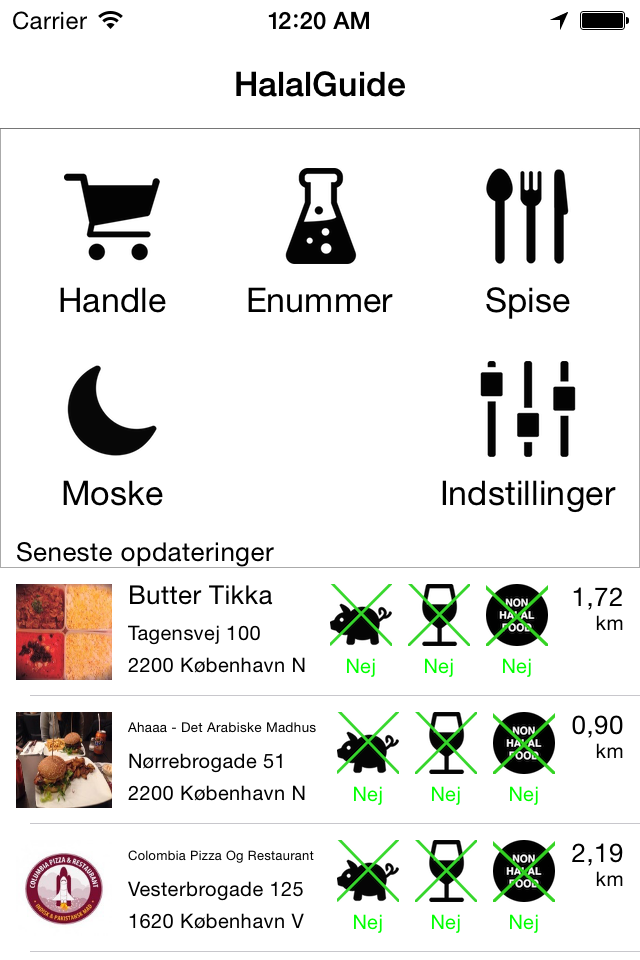 Carrier 12:20 AM
HalalGuide
Handle Enummer Spise
Moske Indstillinger
Seneste opdateringer
Butter Tikka
Tagensvej 100
2200 København N
NON
HALAL
FOOD
Nej Nej Nej
1,72
km
Ahaaa - Det Arabiske Madhus
Nørrebrogade 51
2200 København N
NON
HALAL
FOOD
Nej Nej Nej
0,90
km
COLUMBIA PIZZA & RESTAURANT
INDISK & PAKISTANSK MAD
Colombia Pizza Og Restaurant
Vesterbrogade 125
1620 København V
NON
HALAL
FOOD
Nej Nej Nej
2,19
km